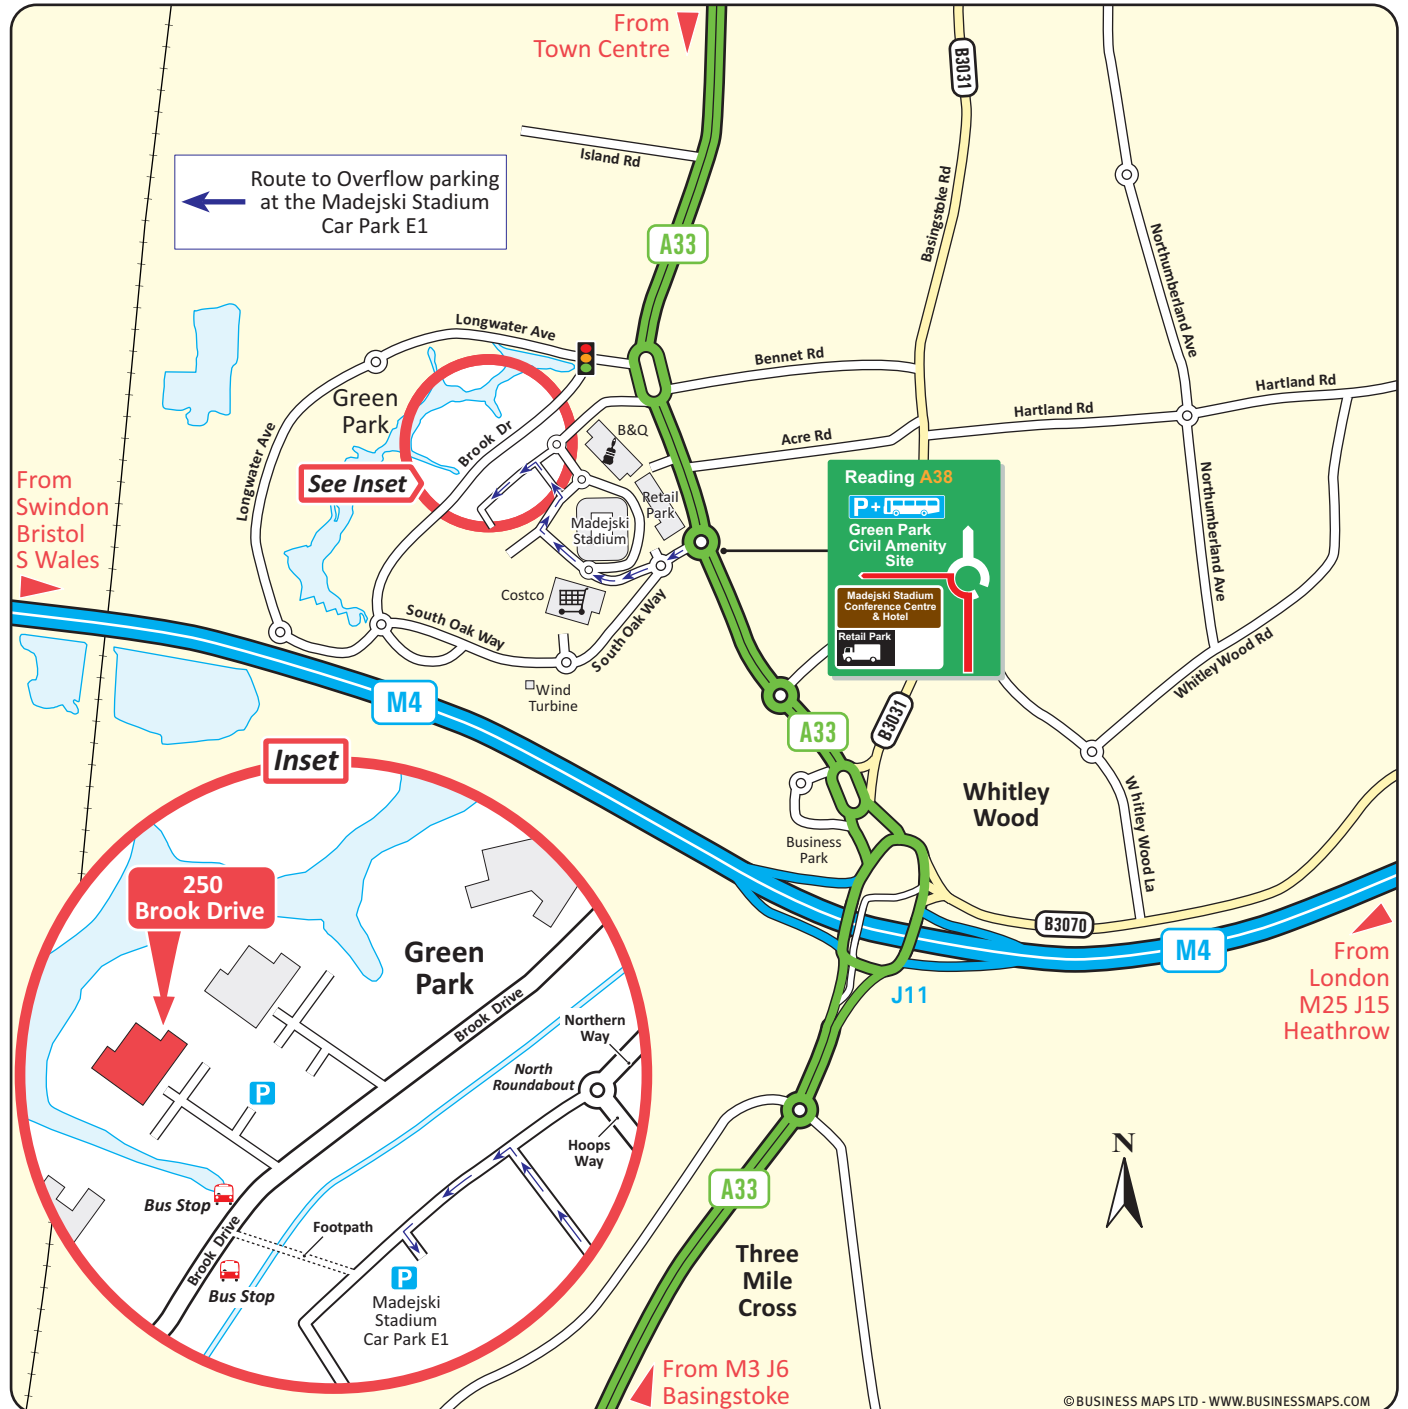 From
Town Centre
B3031
Island Rd
Route to Overflow parking
at the Madejski Stadium
Car Park E1
Basingstoke Rd
A33
Northumberland Ave
Longwater Ave
Bennet Rd
Green
Park
Hartland Rd
Hartland Rd
Brook Dr
B&Q
Acre Rd
Longwater Ave
See Inset
From
Swindon
Bristol
S Wales
Retail
Park
Madejski
Stadium
Northumberland Ave
Reading A38
P+
Green Park
Civil Amenity
Site
Madejski Stadium
Conference Centre
& Hotel
Retail Park
Costco
South Oak Way
South Oak Way
Whitley Wood Rd
Wind
Turbine
M4
A33
B3031
Inset
Whitley
Wood
Whitley Wood La
Business
Park
250
Brook Drive
B3070
M4
Green
Park
From
London
M25 J15
Heathrow
J11
Brook Drive
Northern
Way
North
Roundabout
P
Hoops
Way
N
Bus Stop
A33
Footpath
Brook Drive
Bus Stop
P
Madejski
Stadium
Car Park E1
Three
Mile
Cross
From M3 J6
Basingstoke
© BUSINESS MAPS LTD - WWW.BUSINESSMAPS.COM